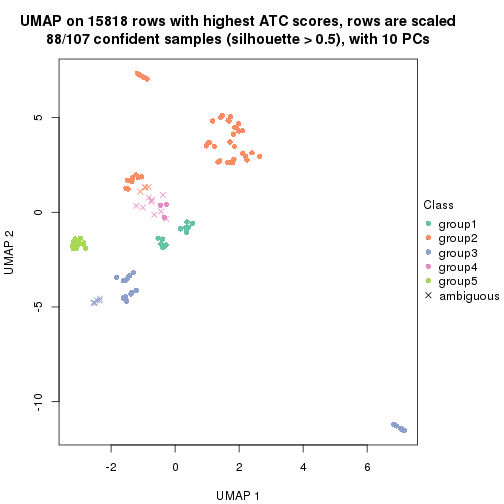 UMAP on 15818 rows with highest ATC scores, rows are scaled
88/107 confident samples (silhouette > 0.5), with 10 PCs
5
0
-5
-10
UMAP 2
-2
0
2
4
6
UMAP 1
Class
group1
group2
group3
group4
group5
ambiguous